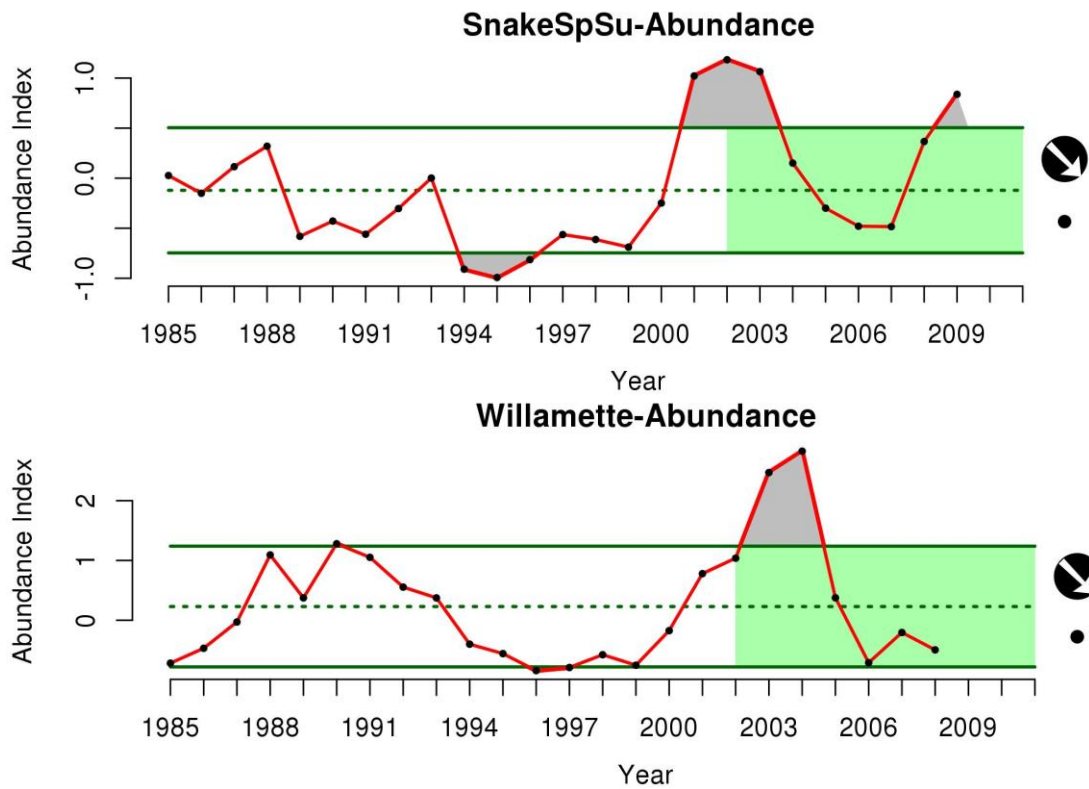 SnakeSpSu-Abundance
Abundance Index
1.0
0.0
-1.0
1985 1988 1991 1994 1997 2000 2003 2006 2009
Year
Willamette-Abundance
Abundance Index
2
1
0
1985 1988 1991 1994 1997 2000 2003 2006 2009
Year